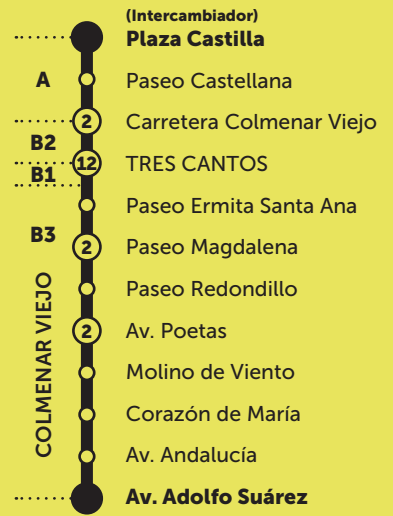 (Intercambiador)
Plaza Castilla
A
Paseo Castellana
2 Carretera Colmenar Viejo
B2
12 TRES CANTOS
B1
Paseo Ermita Santa Ana
B3
2 Paseo Magdalena
Paseo Redondillo
COLMENAR VIEJO
2 Av. Poetas
Molino de Viento
Corazón de María
Av. Andalucía
Av. Adolfo Suárez